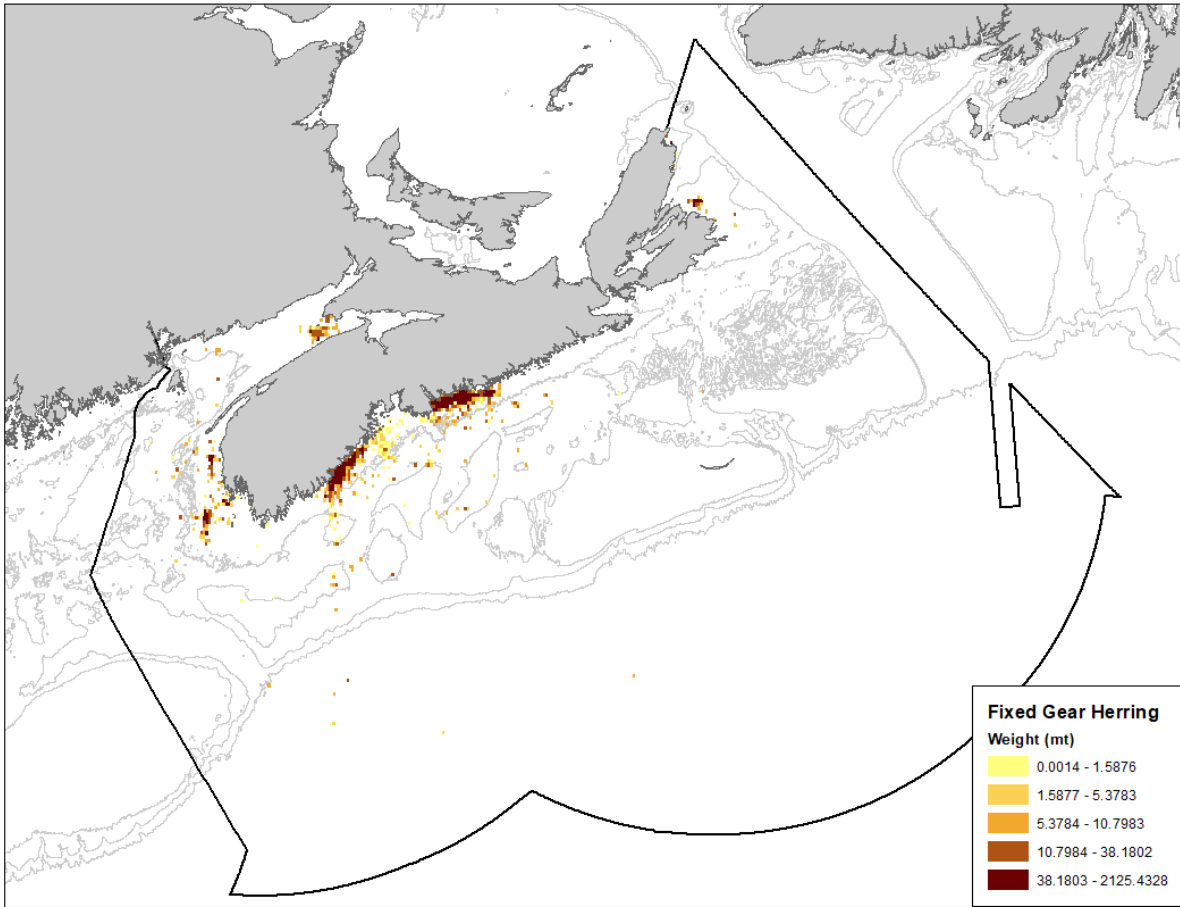 Fixed Gear Herring
Weight (mt)
0.0014 - 1.5876
1.5877 - 5.3783
5.3784 - 10.7983
10.7984 - 38.1802
38.1803 - 2125.4328